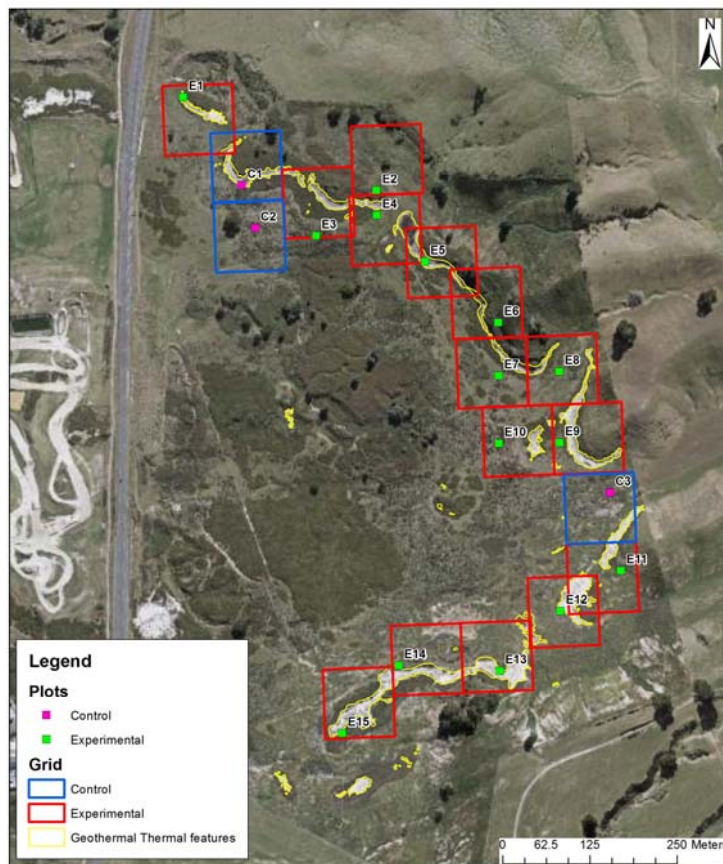 N
E1
C1
E2
C2
E3
E4
E5
E6
E7
E8
E10
E9
C3
E11
E12
E14
E13
E15
Legend
Plots
Control
Experimental
Grid
Control
Experimental
Geothermal Thermal features
0 62.5 125 250 Meter